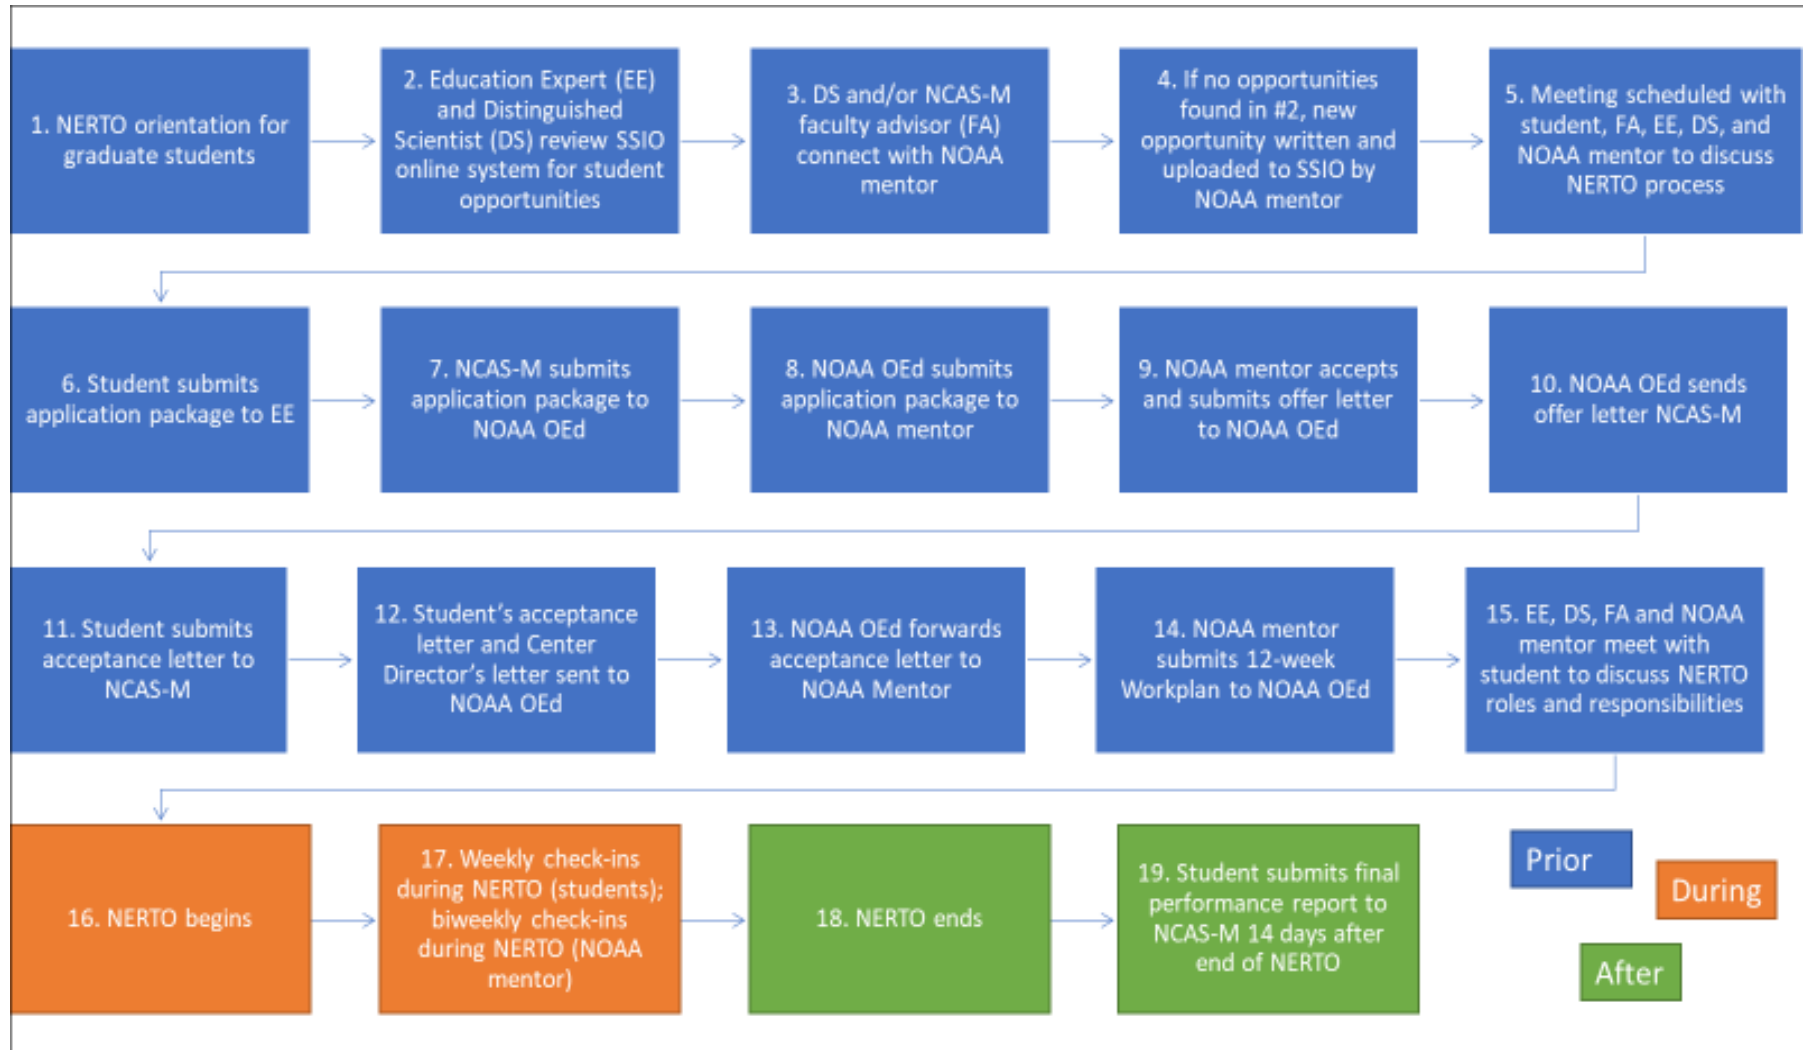 1. NERTO orientation for
graduate students
2. Education Expert (EE)
and Distinguished
Scientist (DS) review SSIO
online system for student
opportunities
3. DS and/or NCAS-M
faculty advisor (FA)
connect with NOAA
mentor
4. If no opportunities
found in #2, new
opportunity written and
uploaded to SSIO by
NOAA mentor
5. Meeting scheduled with
student, FA, EE, DS, and
NOAA mentor to discuss
NERTO process
6. Student submits
application package to EE
7. NCAS-M submits
application package to
NOAA OEd
8. NOAA OEd submits
application package to
NOAA mentor
9. NOAA mentor accepts
and submits offer letter
to NOAA OEd
10. NOAA OEd sends
offer letter NCAS-M
11. Student submits
acceptance letter to
NCAS-M
12. Student’s acceptance
letter and Center
Director’s letter sent to
NOAA OEd
13. NOAA OEd forwards
acceptance letter to
NOAA Mentor
14. NOAA mentor
submits 12-week
Workplan to NOAA OEd
15. EE, DS, FA and NOAA
mentor meet with
student to discuss NERTO
roles and responsibilities
16. NERTO begins
17. Weekly check-ins
during NERTO (students);
biweekly check-ins
during NERTO (NOAA
mentor)
18. NERTO ends
19. Student submits final
performance report to
NCAS-M 14 days after
end of NERTO
Prior
During
After